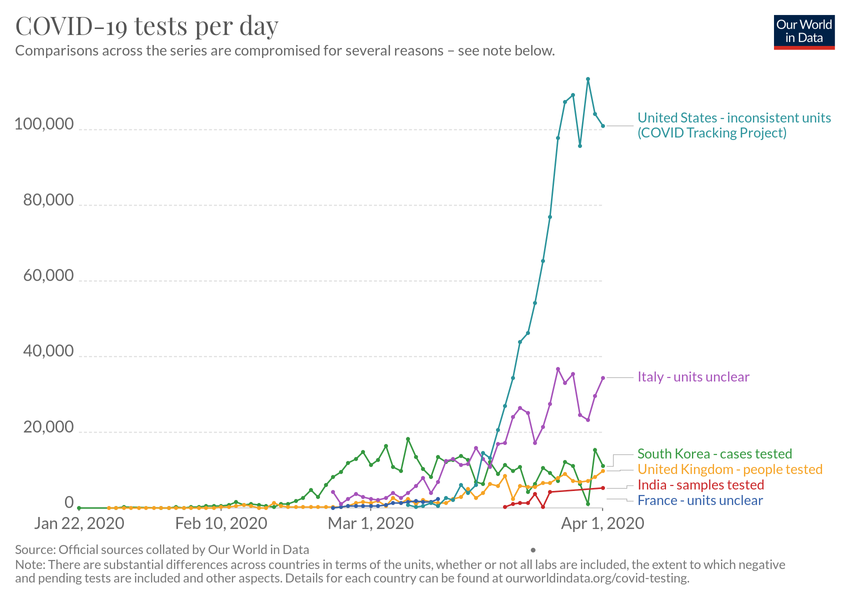 COVID-19 tests per day
Our World
in Data
Comparisons across the series are compromised for several reasons – see note below.
100,000
80,000
60,000
40,000
20,000
0
United States - inconsistent units
(COVID Tracking Project)
Italy - units unclear
South Korea - cases tested
United Kingdom - people tested
India - samples tested
France - units unclear
Jan 22, 2020
Feb 10, 2020
Mar 1, 2020
Apr 1, 2020
Source: Official sources collated by Our World in Data
Note: There are substantial differences across countries in terms of the units, whether or not all labs are included, the extent to which negative
and pending tests are included and other aspects. Details for each country can be found at ourworldindata.org/covid-testing.